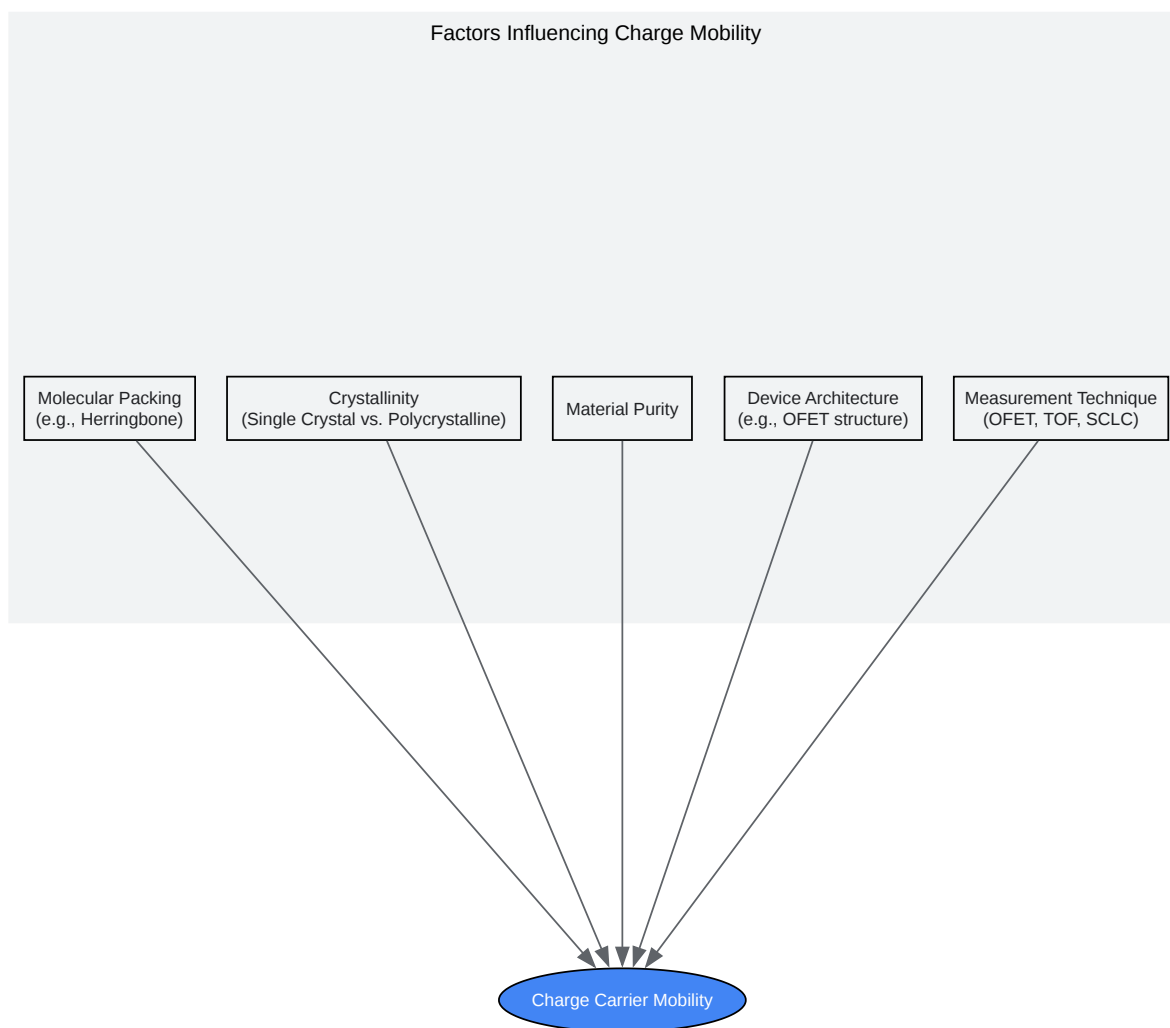 Factors Influencing Charge Mobility
Molecular Packing
(e.g., Herringbone)
Crystallinity
(Single Crystal vs. Polycrystalline)
Material Purity
Device Architecture
(e.g., OFET structure)
Measurement Technique
(OFET, TOF, SCLC)
Charge Carrier Mobility